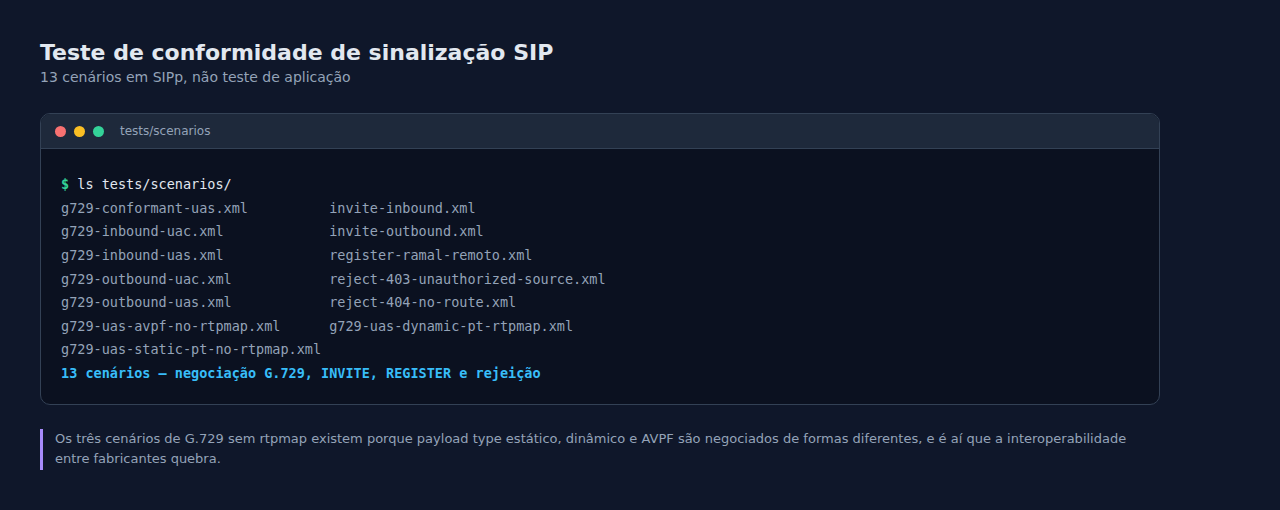 Teste de conformidade de sinalização SIP
13 cenários em SIPp, não teste de aplicação
tests/scenarios
$ ls tests/scenarios/
g729-conformant-uas.xml          invite-inbound.xml
g729-inbound-uac.xml             invite-outbound.xml
g729-inbound-uas.xml             register-ramal-remoto.xml
g729-outbound-uac.xml            reject-403-unauthorized-source.xml
g729-outbound-uas.xml            reject-404-no-route.xml
g729-uas-avpf-no-rtpmap.xml      g729-uas-dynamic-pt-rtpmap.xml
g729-uas-static-pt-no-rtpmap.xml
13 cenários — negociação G.729, INVITE, REGISTER e rejeição
Os três cenários de G.729 sem rtpmap existem porque payload type estático, dinâmico e AVPF são negociados de formas diferentes, e é aí que a interoperabilidade
entre fabricantes quebra.